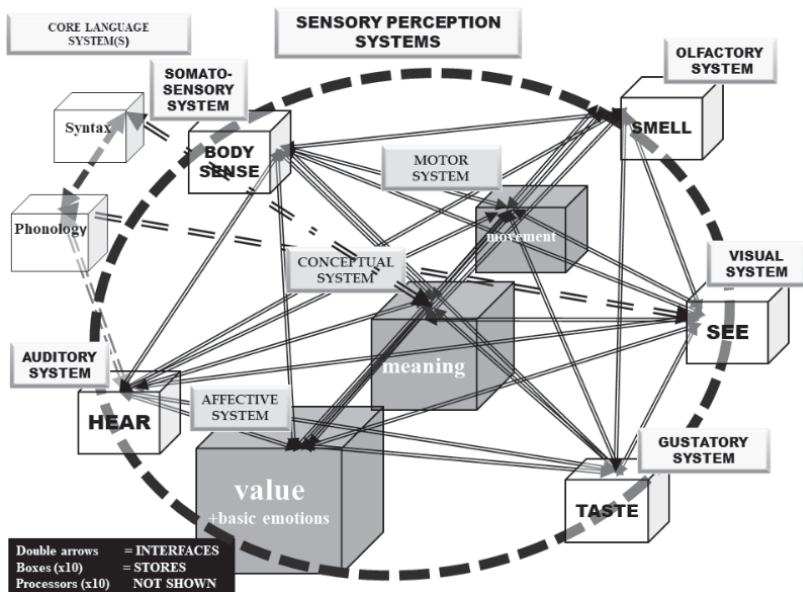 CORE LANGUAGE
SYSTEM(S)
SENSORY PERCEPTION
SYSTEMS
OLFACTORY
SYSTEM
SOMATO-
SENSORY
SYSTEM
SMELL
Syntax
BODY
SENSE
MOTOR
SYSTEM
Phonology
movement
CONCEPTUAL
SYSTEM
VISUAL
SYSTEM
SEE
AUDITORY
SYSTEM
meaning
HEAR
AFFECTIVE
SYSTEM
GUSTATORY
SYSTEM
value
+basic emotions
TASTE
Double arrows = INTERFACES
Boxes (x10) = STORES
Processors (x10) NOT SHOWN